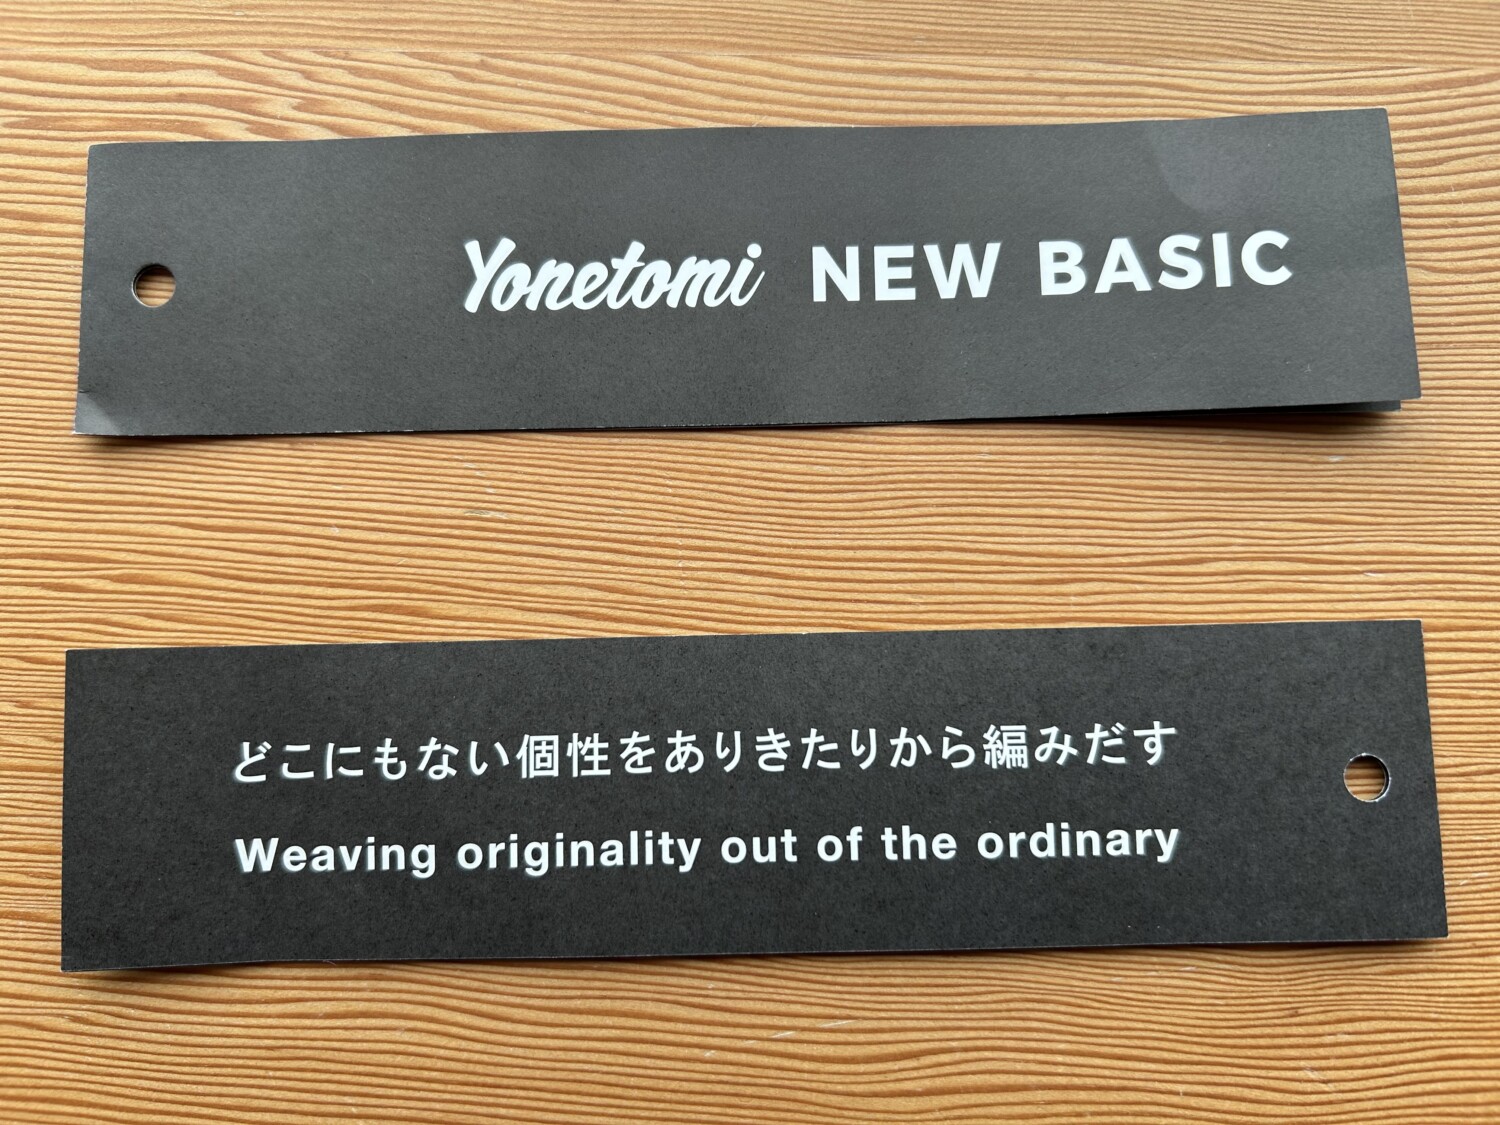 Yonetomi NEW BASIC
どこにもない個性をありきたりから編みだす
Weaving originality out of the ordinary